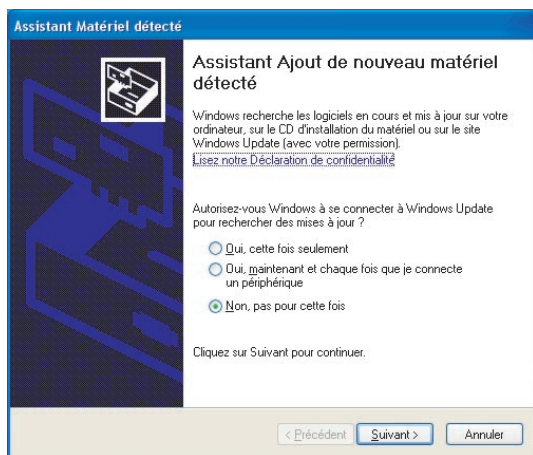 Assistant Matériel détecté
Assistant Ajout de nouveau matériel
détecté
Windows recherche les logiciels en cours et mis à jour sur votre
ordinateur, sur le CD d'installation du matériel ou sur le site
Windows Update (avec votre permission).
Lisez notre Déclaration de confidentialité
Autorisez-vous Windows à se connecter à Windows Update
pour rechercher des mises à jour ?
Oui, cette fois seulement
Oui, maintenant et chaque fois que je connecte
un périphérique
Non, pas pour cette fois
Cliquez sur Suivant pour continuer.
< Précédent Suivant > Annuler